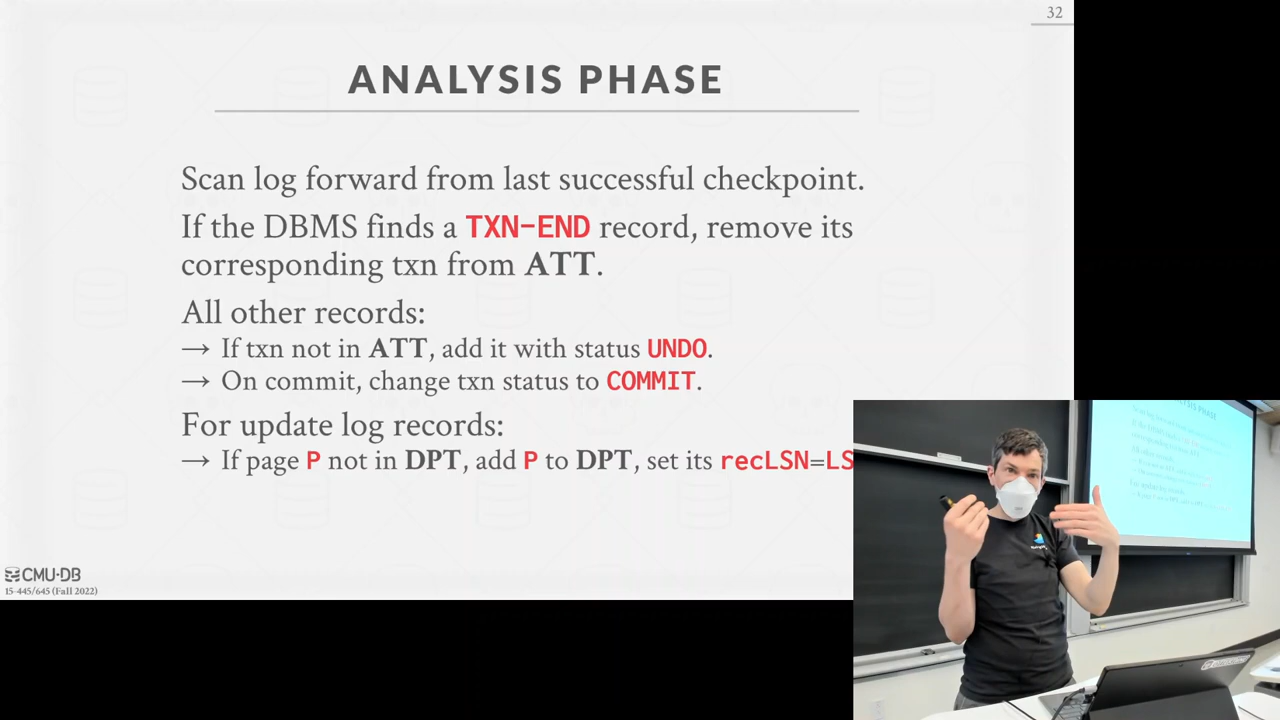 32
ANALYSIS PHASE
Scan log forward from last successful checkpoint.
If the DBMS finds a TXN-END record, remove its
corresponding txn from ATT.
All other records:
→ If txn not in ATT, add it with status UNDO.
→ On commit, change txn status to COMMIT.
For update log records:
→ If page P not in DPT, add P to DPT, set its recLSN=LS
CMU·DB
15-445/645 (Fall 2022)